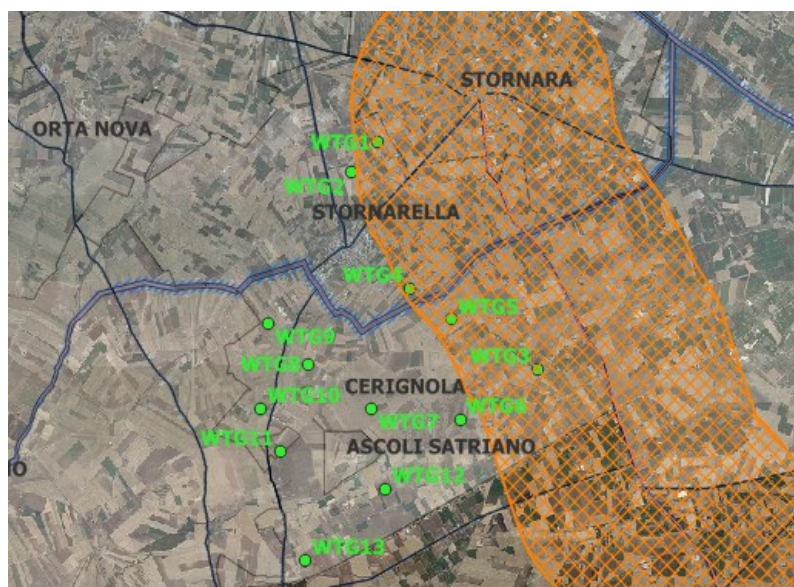 STORNARA
ORTA NOVA
WTG1
WTG2
STORNARELLA
WTG4
WTG5
WTG9
WTG8
WTG3
CERIGNOLA
WTG10
WTG7
WTG6
WTG11
ASCOLI SATRIANO
WTG12
WTG13